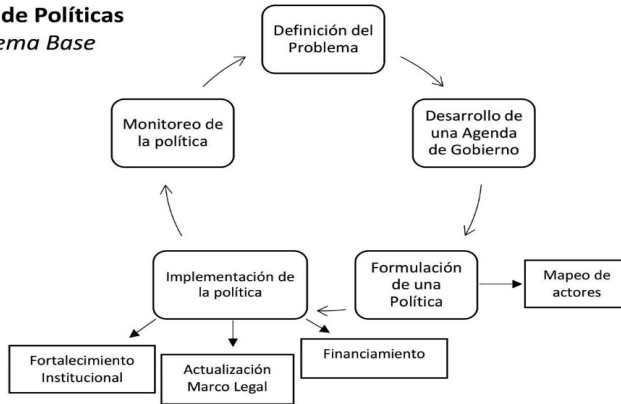 de Políticas
ema Base
Definición del
Problema
Desarrollo de
una Agenda
de Gobierno
Formulación
de una
Política
Mapeo de
actores
Implementación de
la política
Fortalecimiento
Institucional
Actualización
Marco Legal
Financiamiento
Monitoreo de
la política